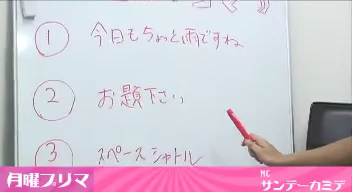 ① 今日もちょっと雨ですね
② お題下さい
③ スペースシャトル
月曜プリマ
MC
サンデーカミデ